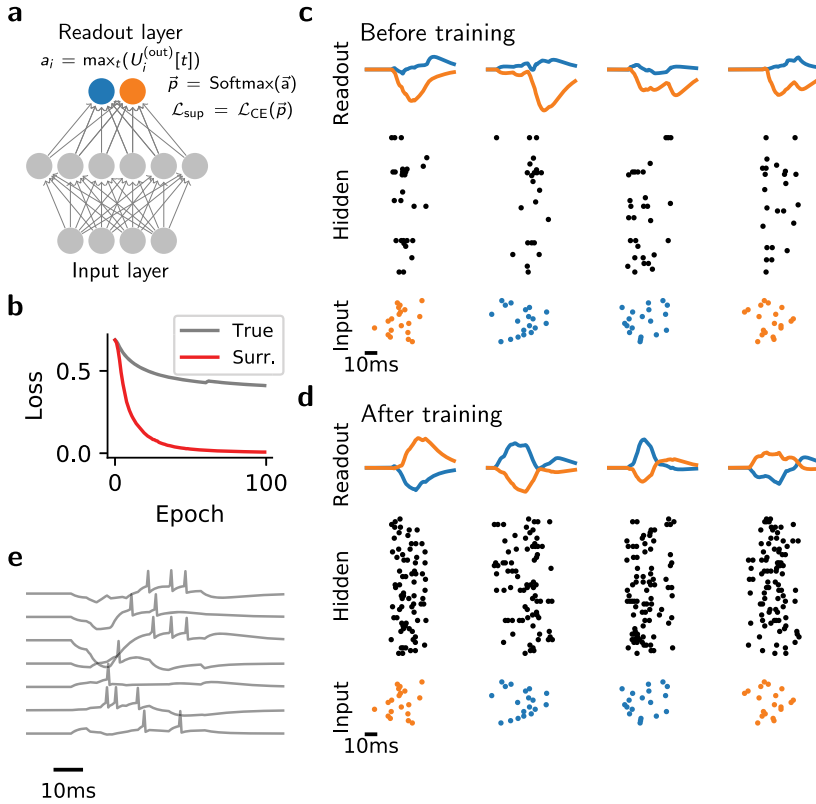 a
Readout layer
a_i = max_t(U_i^(out)[t])
p⃗ = Softmax(a⃗)
ℒ_sup = ℒ_CE(p⃗)
Input layer
b
True
Surr.
Loss
0.5
0.0
0
100
Epoch
c
Before training
Readout
Hidden
Input
10ms
d
After training
Readout
Hidden
Input
10ms
e
10ms